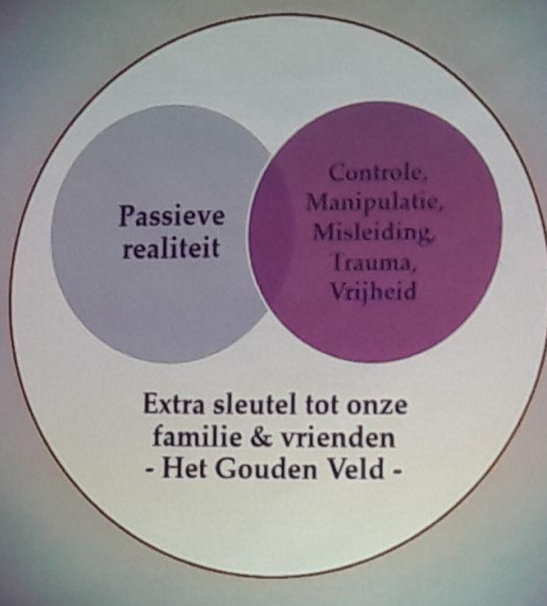 Passieve
realiteit
Controle,
Manipulatie,
Misleiding,
Trauma,
Vrijheid
Extra sleutel tot onze
familie & vrienden
- Het Gouden Veld -